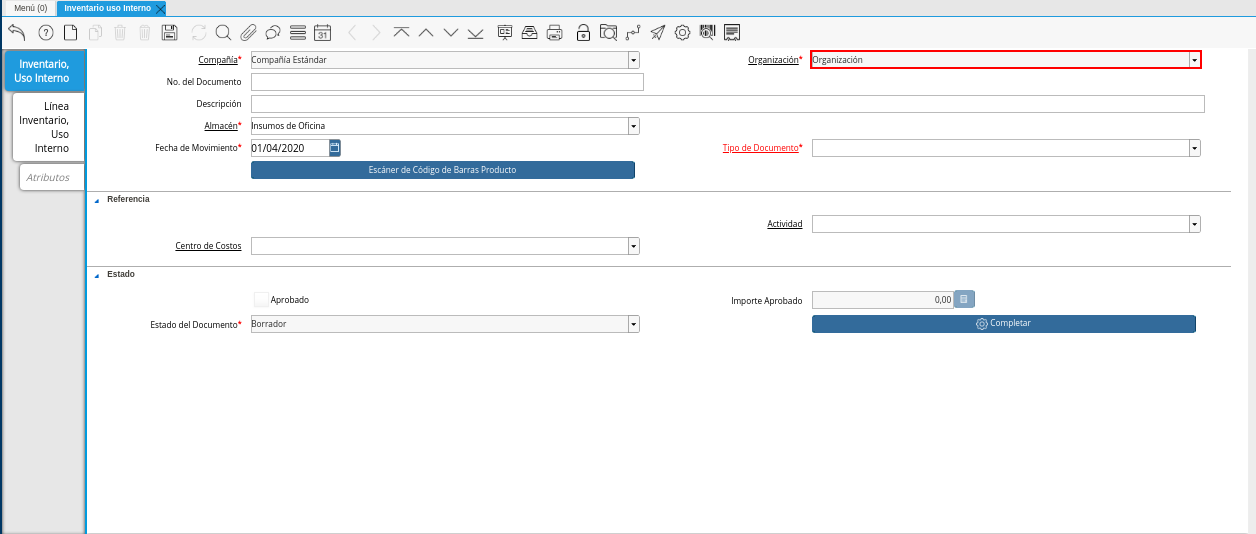 Menú (0)
Inventario uso Interno
31
Inventario,
Uso Interno
Línea
Inventario,
Uso
Interno
Atributos
Compañía* Compañía Estándar
Organización* Organización
No. del Documento
Descripción
Almacén* Insumos de Oficina
Fecha de Movimiento* 01/04/2020
Tipo de Documento*
Escáner de Código de Barras Producto
Referencia
Actividad
Centro de Costos
Estado
Aprobado
Importe Aprobado 0,00
Estado del Documento* Borrador
Completar